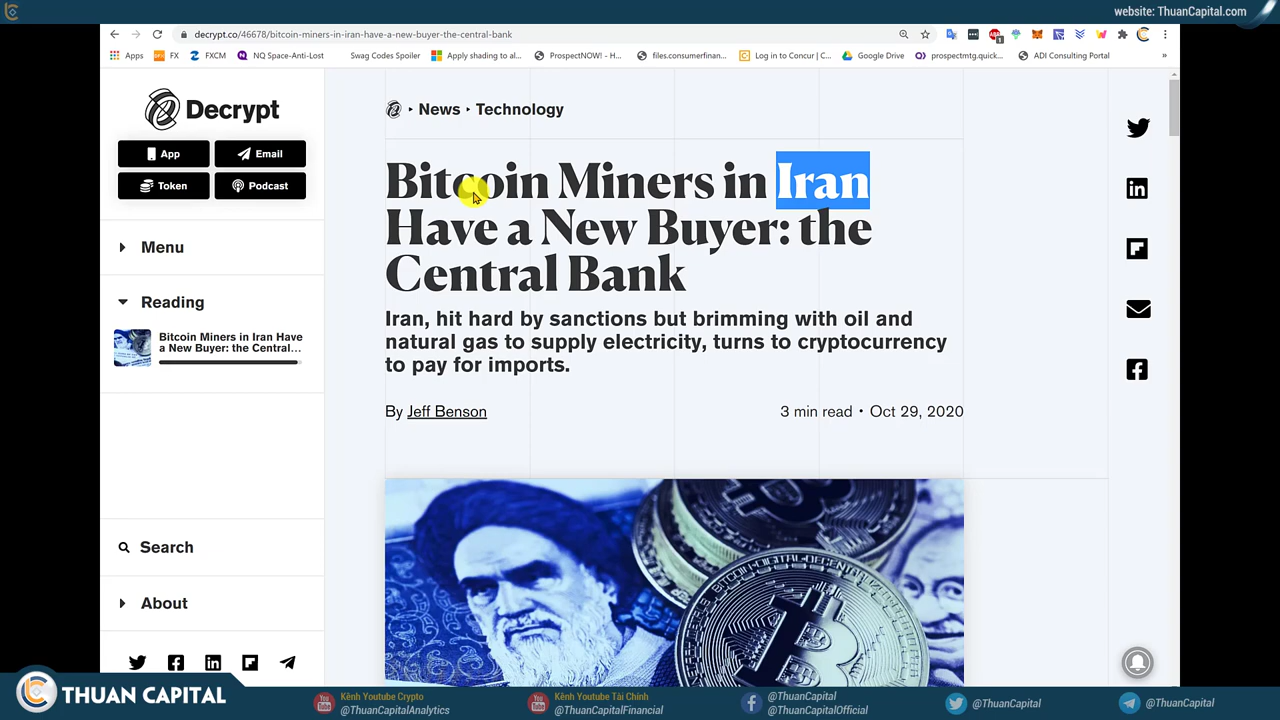 website: ThuanCapital.com
decrypt.co/46678/bitcoin-miners-in-iran-have-a-new-buyer-the-central-bank
Apps FX FXCM NQ Space-Anti-Lost Swag Codes Spoiler Apply shading to al... ProspectNOW! - H... files.consumerfinan... Log in to Concur | C... Google Drive prospectmtg.quick... ADI Consulting Portal »
Decrypt
App Email
Token Podcast
Menu
Reading
Bitcoin Miners in Iran Have
a New Buyer: the Central...
Search
About
News Technology
Bitcoin Miners in Iran
Have a New Buyer: the
Central Bank
Iran, hit hard by sanctions but brimming with oil and
natural gas to supply electricity, turns to cryptocurrency
to pay for imports.
By Jeff Benson 3 min read • Oct 29, 2020
THUAN CAPITAL
Kênh Youtube Crypto
@ThuanCapitalAnalytics
Kênh Youtube Tài Chính
@ThuanCapitalFinancial
@ThuanCapital
@ThuanCapitalOfficial
@ThuanCapital
@ThuanCapital